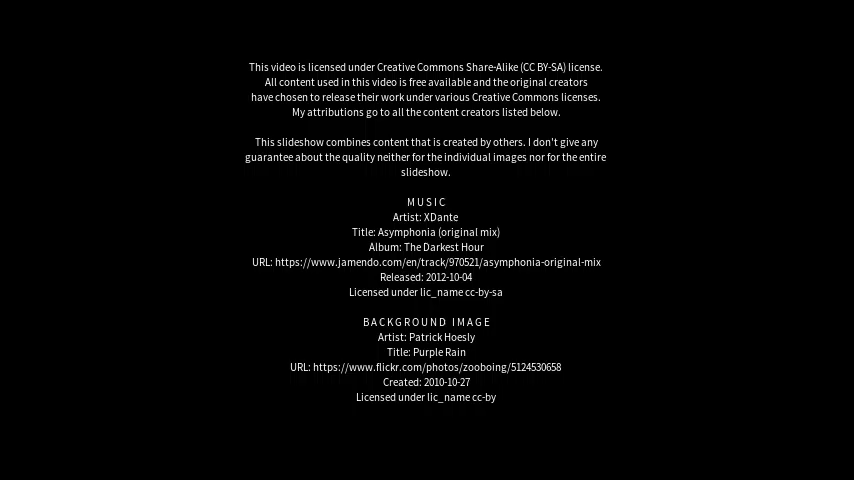 This video is licensed under Creative Commons Share-Alike (CC BY-SA) license.
All content used in this video is free available and the original creators
have chosen to release their work under various Creative Commons licenses.
My attributions go to all the content creators listed below.
This slideshow combines content that is created by others. I don't give any
guarantee about the quality neither for the individual images nor for the entire
slideshow.
MUSIC
Artist: XDante
Title: Asymphonia (original mix)
Album: The Darkest Hour
URL: https://www.jamendo.com/en/track/970521/asymphonia-original-mix
Released: 2012-10-04
Licensed under lic_name cc-by-sa
BACKGROUND IMAGE
Artist: Patrick Hoesly
Title: Purple Rain
URL: https://www.flickr.com/photos/zooboing/5124530658
Created: 2010-10-27
Licensed under lic_name cc-by